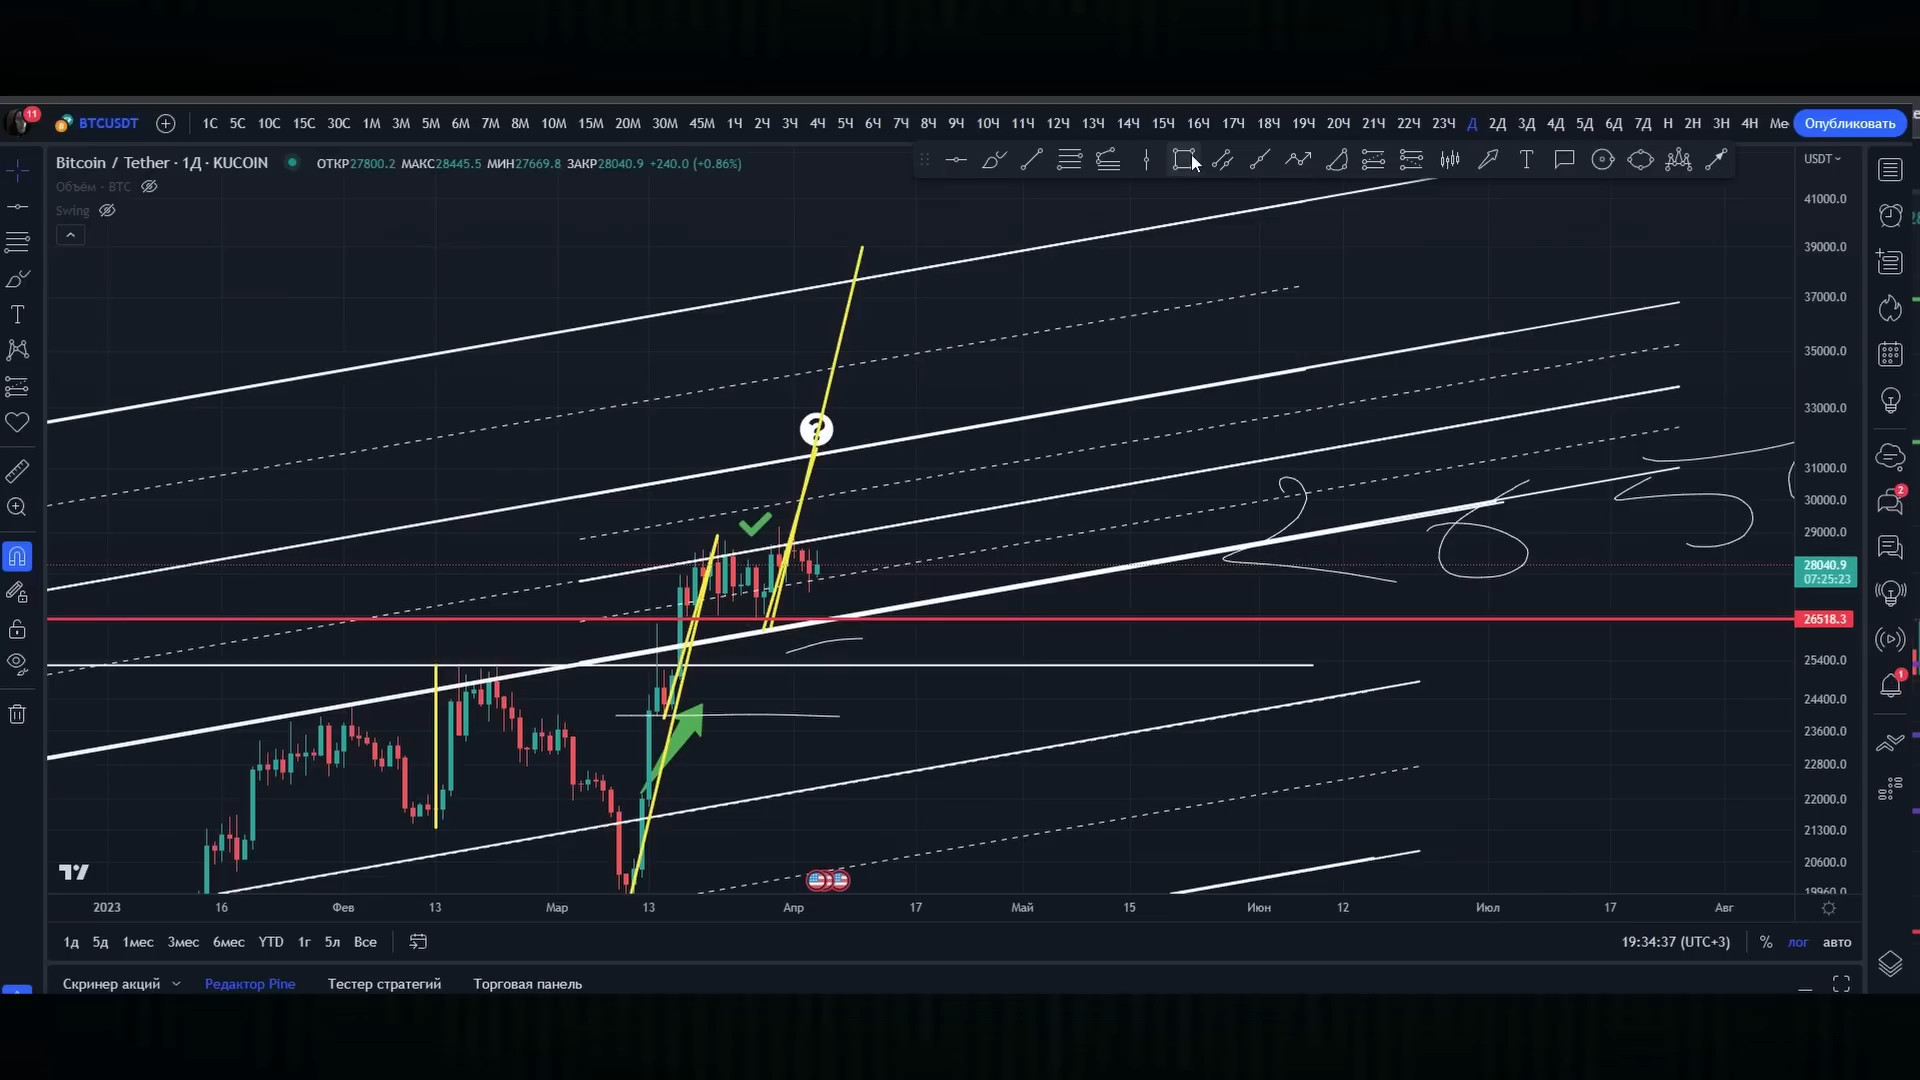 11 BTCUSDT 1С 5С 10С 15С 30С 1М 3М 5М 6М 7М 8М 10М 15М 20М 30М 45М 1Ч 2Ч 3Ч 4Ч 5Ч 6Ч 7Ч 8Ч 9Ч 10Ч 11Ч 12Ч 13Ч 14Ч 15Ч 16Ч 17Ч 18Ч 19Ч 20Ч 21Ч 22Ч 23Ч Д 2Д 3Д 4Д 5Д 6Д 7Д Н 2Н 3Н 4Н Ме Опубликовать
Bitcoin / Tether · 1Д · KUCOIN ОТКР27800.2 МАКС28445.5 МИН27669.8 ЗАКР28040.9 +240.0 (+0.86%)
USDT
Объём · BTC
Swing
41000.0
39000.0
37000.0
35000.0
33000.0
?
31000.0
30000.0
2
2653
29000.0
28040.9
07:25:23
26518.3
25400.0
1
24400.0
23600.0
22800.0
22000.0
21300.0
20600.0
19960.0
2023 16 Фев 13 Мар 13 Апр 17 Май 15 Июн 12 Июл 17 Авг
1д 5д 1мес 3мес 6мес YTD 1г 5л Все 19:34:37 (UTC+3) % лог авто
Скринер акций Редактор Pine Тестер стратегий Торговая панель